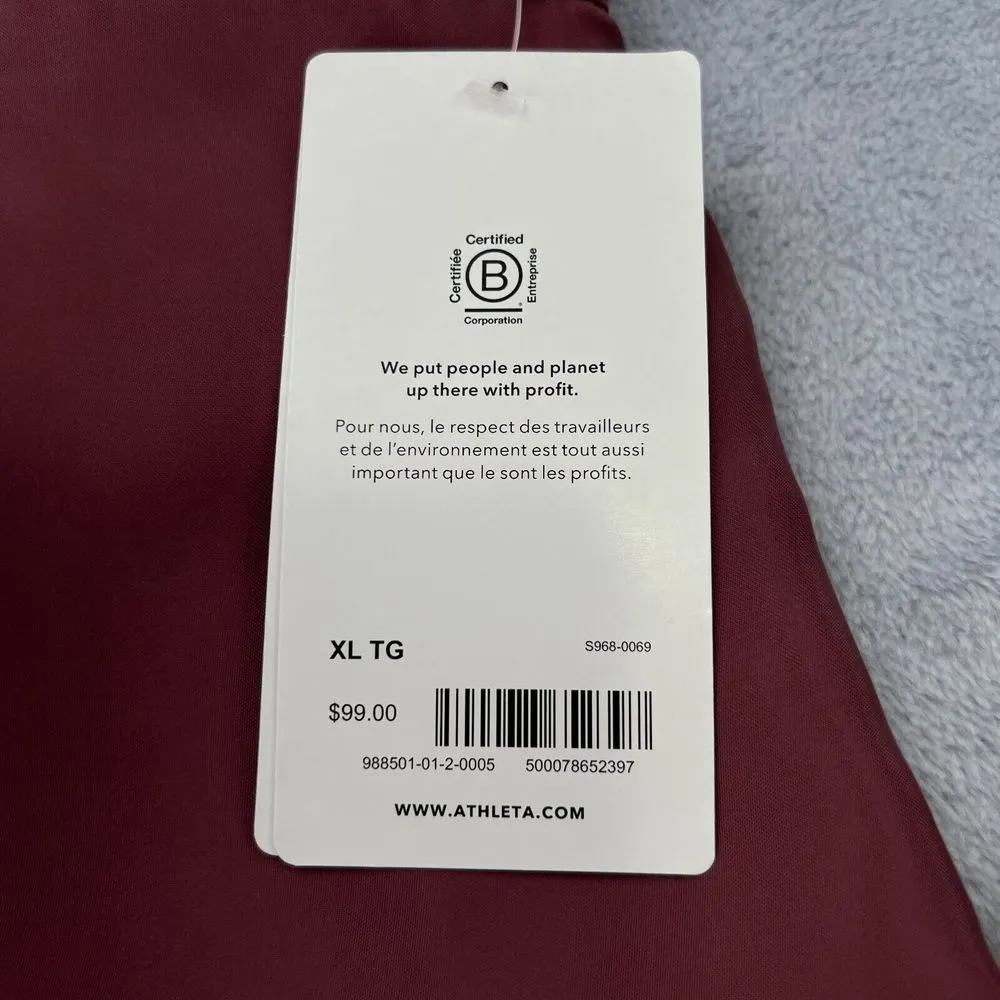 Certified
Certifiée
B
Entreprise
Corporation
We put people and planet
up there with profit.
Pour nous, le respect des travailleurs
et de l'environnement est tout aussi
important que le sont les profits.
XL TG
S968-0069
$99.00
988501-01-2-0005 500078652397
WWW.ATHLETA.COM